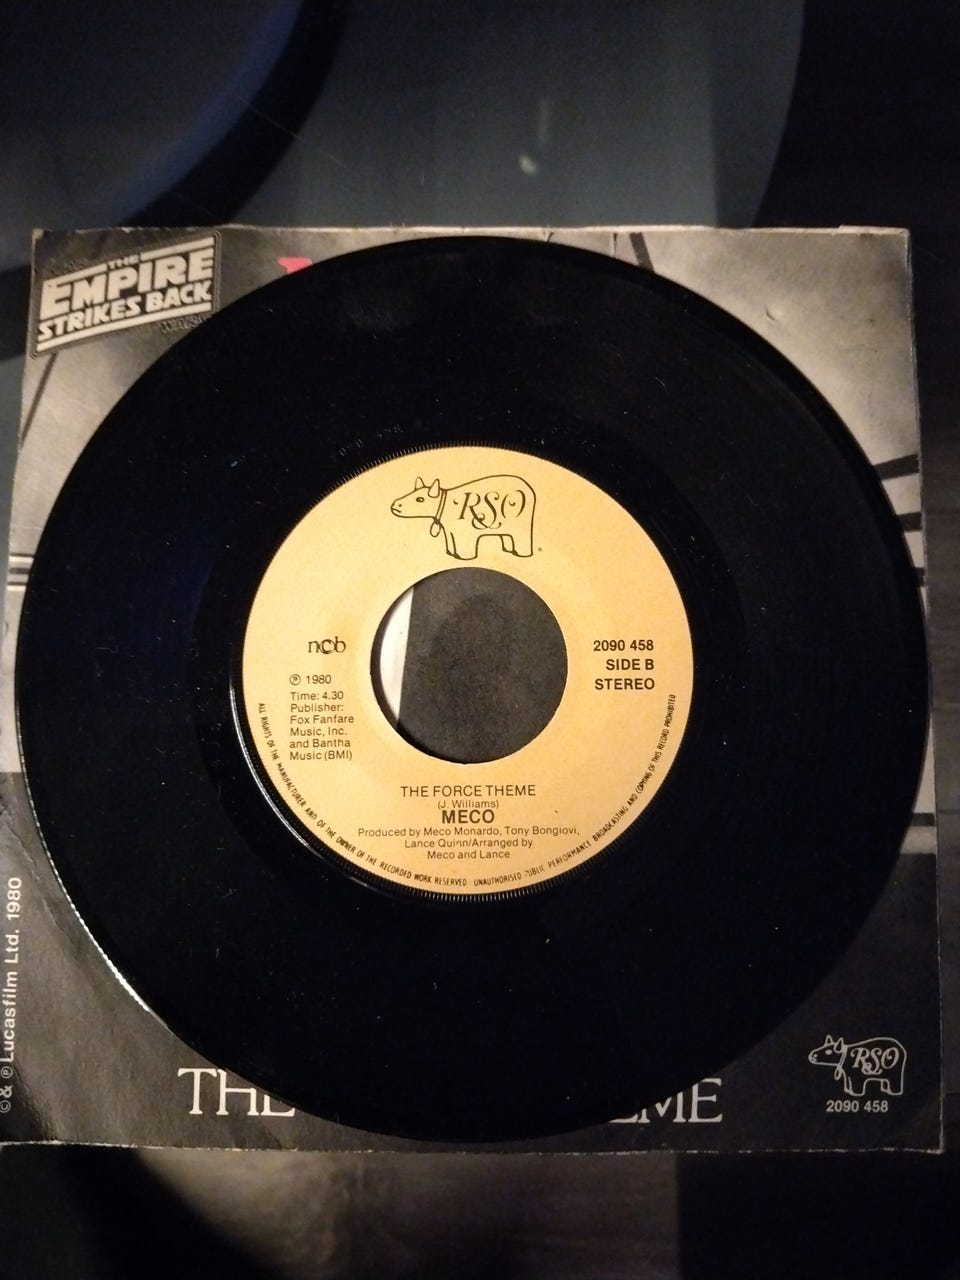 THE
EMPIRE
STRIKES BACK
RSO
ncb
℗ 1980
Time: 4.30
Publisher:
Fox Fanfare
Music, Inc.
and Bantha
Music (BMI)
2090 458
SIDE B
STEREO
THE FORCE THEME
(J. Williams)
MECO
Produced by Meco Monardo, Tony Bongiovi,
Lance Quinn/Arranged by
Meco and Lance
ALL RIGHTS OF THE MANUFACTURER AND OF THE OWNER OF THE RECORDED WORK RESERVED · UNAUTHORISED PUBLIC PERFORMANCE BROADCASTING AND COPYING OF THIS RECORD PROHIBITED
© & ℗ Lucasfilm Ltd. 1980
THE EME
RSO
2090 458